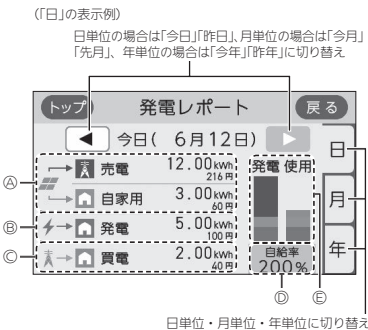 (「日」の表示例)
日単位の場合は「今日」「昨日」、月単位の場合は「今月」
「先月」、年単位の場合は「今年」「昨年」に切り替え
トップ 発電レポート 戻る
◀ 今日( 6月12日) ▶
日
月
年
Ⓐ 売電 12.00kWh
216円
自家用 3.00kWh
60円
Ⓑ 発電 5.00kWh
100円
Ⓒ 買電 2.00kWh
40円
発電 使用
自給率
200%
Ⓓ Ⓔ
日単位・月単位・年単位に切り替え